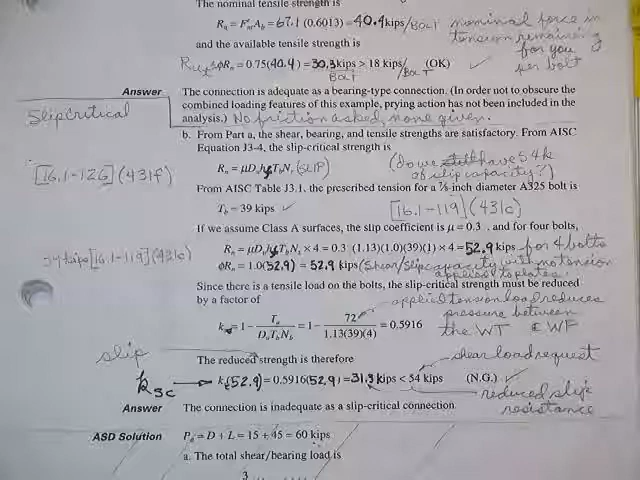 The nominal tensile strength is
Rn = F'nt Ab = 67.1 (0.6013) = 40.4 kips/BOLT nominal force in
tension remaining
and the available tensile strength is for you
per bolt
ϕRn = 0.75(40.4) = 30.3 kips > 18 kips/BOLT (OK) ✓
BOLT
Answer The connection is adequate as a bearing-type connection. (In order not to obscure the
combined loading features of this example, prying action has not been included in the
analysis.) No friction asked, none given.
Slip Critical
b. From Part a, the shear, bearing, and tensile strengths are satisfactory. From AISC
Equation J3-4, the slip-critical strength is
[16.1-126] (431f) Rn = μDu hf Tb Ns (SLIP) (do we still have 54k
of slip capacity?)
From AISC Table J3.1, the prescribed tension for a 7/8-inch diameter A325 bolt is
Tb = 39 kips ✓ [16.1-119] (431c)
If we assume Class A surfaces, the slip coefficient is μ = 0.3, and for four bolts,
[16.1-119] (431c) Rn = μDu hf Tb Ns × 4 = 0.3 (1.13)(1.0)(39)(1) × 4 = 52.9 kips for 4 bolts
ϕRn = 1.0(52.9) = 52.9 kips (shear/slip capacity with no tension
applied to plates.
Since there is a tensile load on the bolts, the slip-critical strength must be reduced
by a factor of applied tension load reduces
pressure between
k = 1 − Tu/(Du Tb Nb) = 1 − 72/(1.13(39)(4)) = 0.5916 the WT & WF
slip
The reduced strength is therefore shear load request
ksc → k(52.9) = 0.5916(52.9) = 31.3 kips < 54 kips (N.G.) ✓
reduced slip
resistance
Answer The connection is inadequate as a slip-critical connection.
ASD Solution Pa = D + L = 15 + 45 = 60 kips
a. The total shear/bearing load is
3